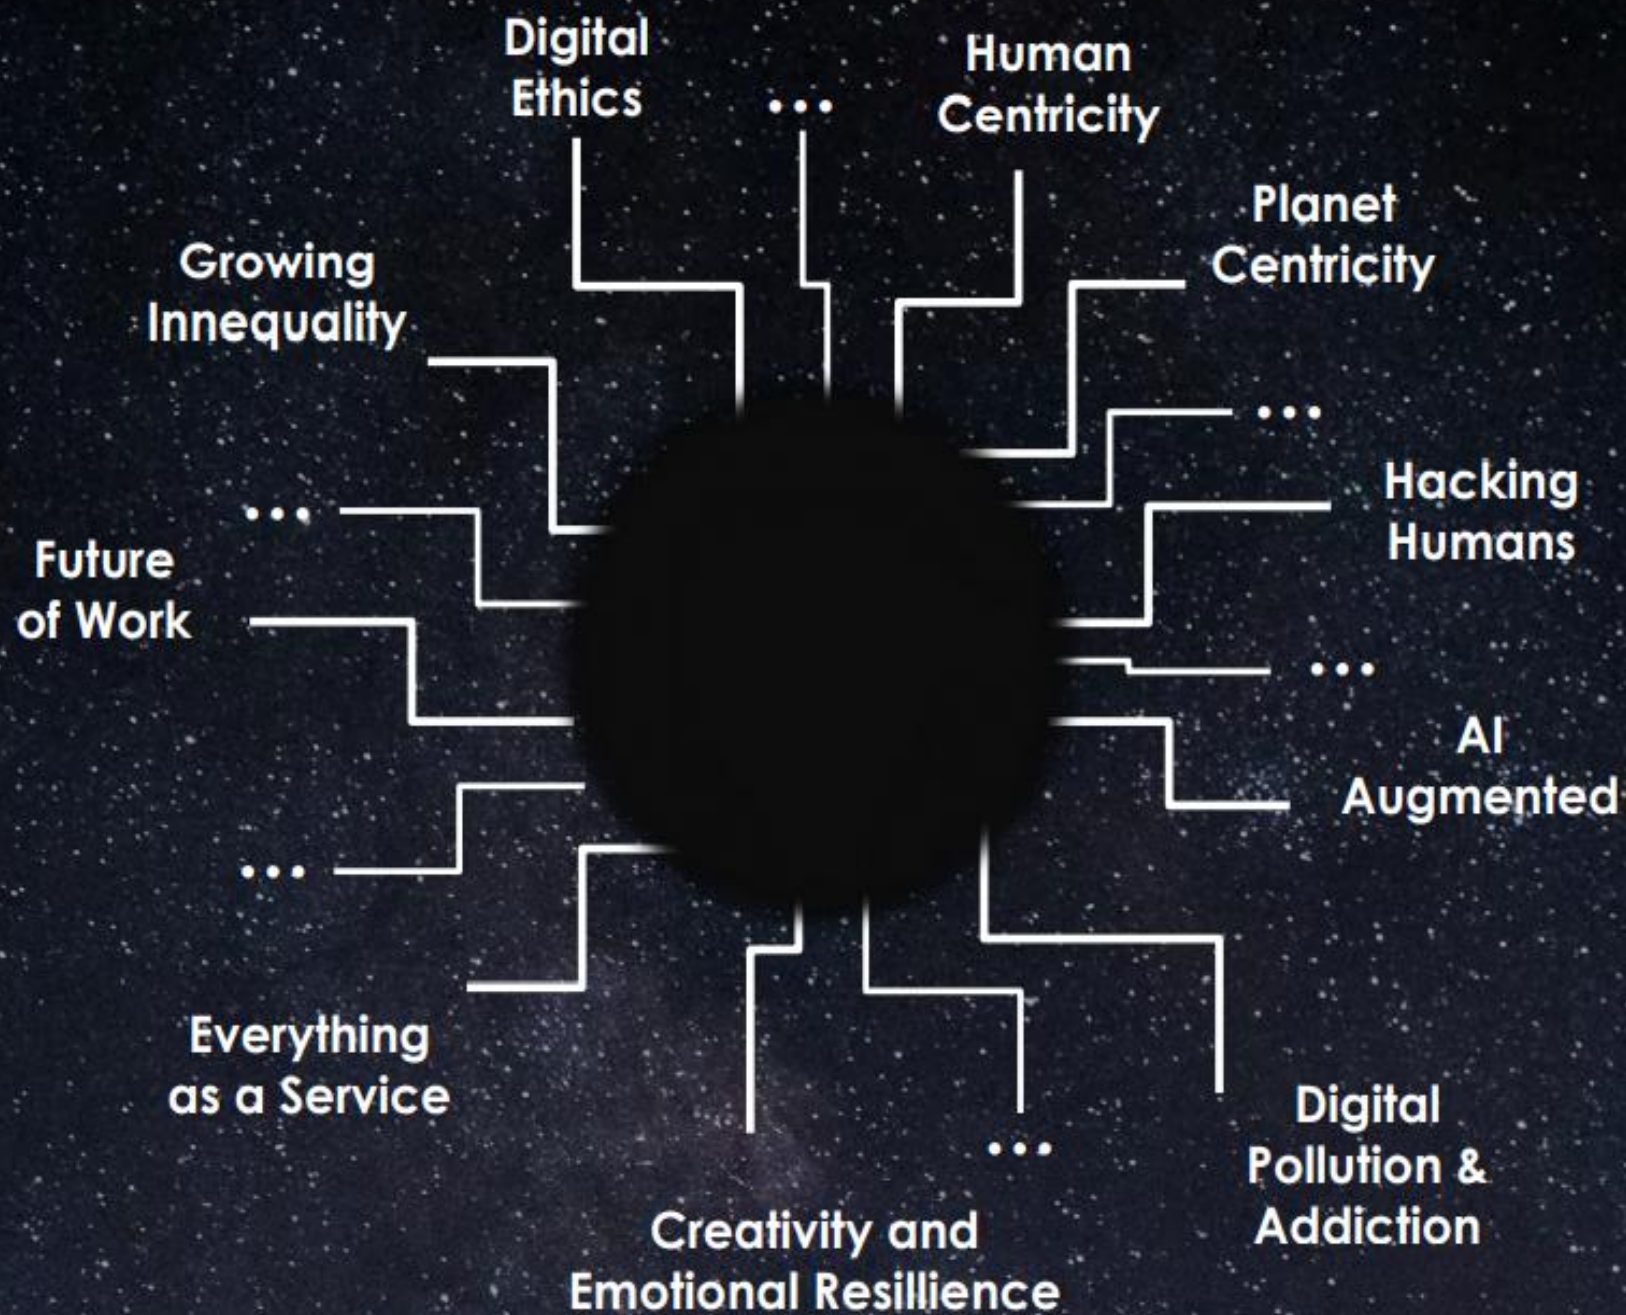 Digital
Ethics
...
Human
Centricity
Planet
Centricity
Growing
Innequality
...
Hacking
Humans
...
Future
of Work
...
AI
Augmented
...
Everything
as a Service
...
Digital
Pollution &
Addiction
Creativity and
Emotional Resillience